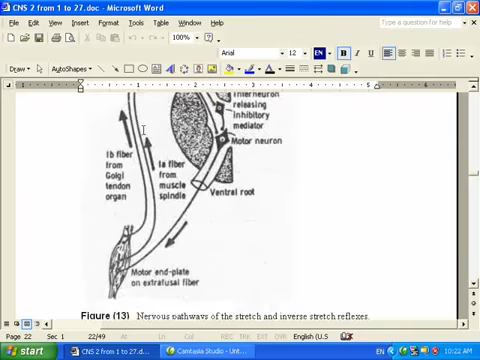 CNS 2 from 1 to 27.doc - Microsoft Word
File Edit View Insert Format Tools Table Window Help
Type a question for help
100%
Arial 12 EN B
Draw AutoShapes
Interneuron
releasing
inhibitory
mediator
Motor neuron
Ib fiber
from
Golgi
tendon
organ
Ia fiber
from
muscle
spindle
Ventral root
Motor end-plate
on extrafusal fiber
Figure (13) Nervous pathways of the stretch and inverse stretch reflexes.
Page 22 Sec 1 22/49 At Ln Col REC TRK EXT OVR English (U.S
start CNS 2 from 1 to 27.d... Camtasia Studio - Unt... EN 10:22 AM